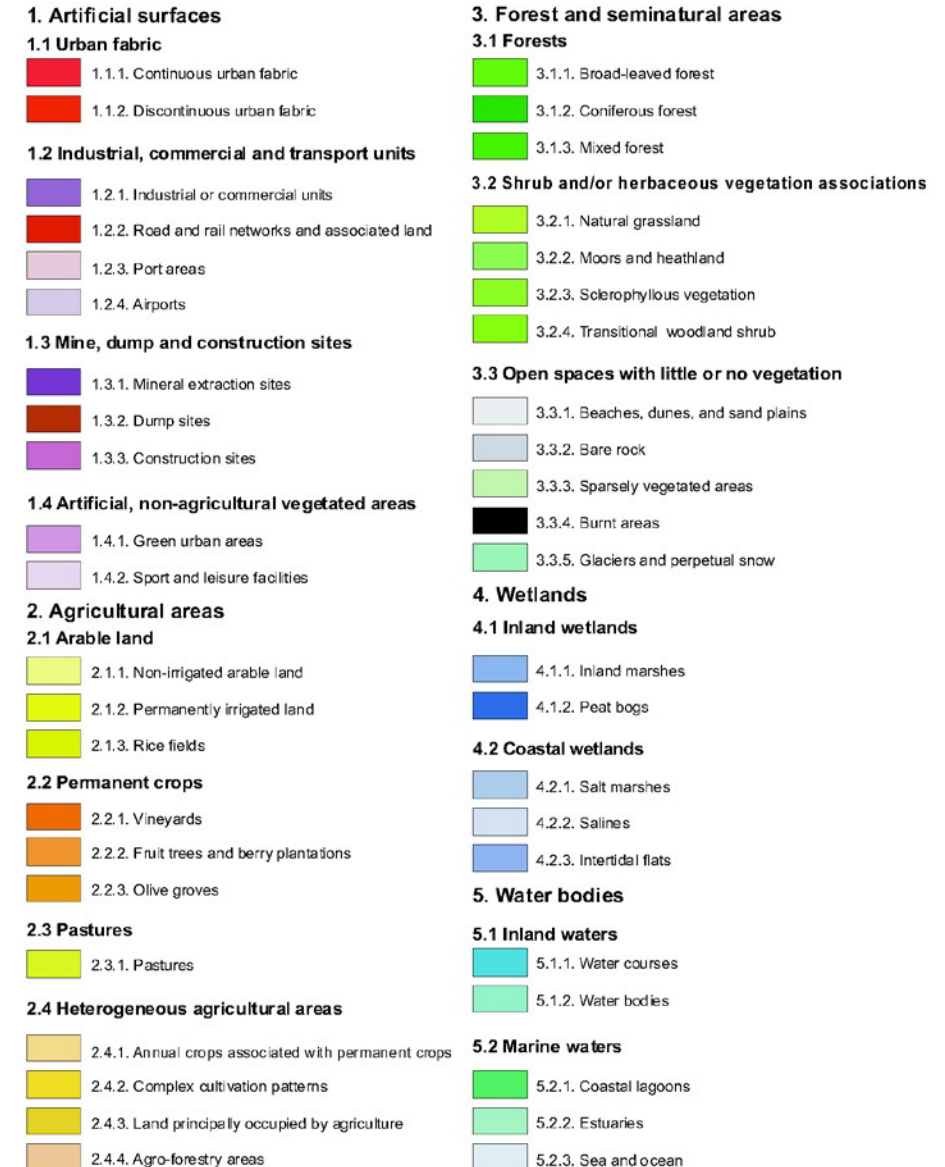 1. Artificial surfaces
1.1 Urban fabric
1.1.1. Continuous urban fabric
1.1.2. Discontinuous urban fabric
1.2 Industrial, commercial and transport units
1.2.1. Industrial or commercial units
1.2.2. Road and rail networks and associated land
1.2.3. Port areas
1.2.4. Airports
1.3 Mine, dump and construction sites
1.3.1. Mineral extraction sites
1.3.2. Dump sites
1.3.3. Construction sites
1.4 Artificial, non-agricultural vegetated areas
1.4.1. Green urban areas
1.4.2. Sport and leisure facilities
2. Agricultural areas
2.1 Arable land
2.1.1. Non-irrigated arable land
2.1.2. Permanently irrigated land
2.1.3. Rice fields
2.2 Permanent crops
2.2.1. Vineyards
2.2.2. Fruit trees and berry plantations
2.2.3. Olive groves
2.3 Pastures
2.3.1. Pastures
2.4 Heterogeneous agricultural areas
2.4.1. Annual crops associated with permanent crops
2.4.2. Complex cultivation patterns
2.4.3. Land principally occupied by agriculture
2.4.4. Agro-forestry areas
3. Forest and seminatural areas
3.1 Forests
3.1.1. Broad-leaved forest
3.1.2. Coniferous forest
3.1.3. Mixed forest
3.2 Shrub and/or herbaceous vegetation associations
3.2.1. Natural grassland
3.2.2. Moors and heathland
3.2.3. Sclerophyllous vegetation
3.2.4. Transitional woodland shrub
3.3 Open spaces with little or no vegetation
3.3.1. Beaches, dunes, and sand plains
3.3.2. Bare rock
3.3.3. Sparsely vegetated areas
3.3.4. Burnt areas
3.3.5. Glaciers and perpetual snow
4. Wetlands
4.1 Inland wetlands
4.1.1. Inland marshes
4.1.2. Peat bogs
4.2 Coastal wetlands
4.2.1. Salt marshes
4.2.2. Salines
4.2.3. Intertidal flats
5. Water bodies
5.1 Inland waters
5.1.1. Water courses
5.1.2. Water bodies
5.2 Marine waters
5.2.1. Coastal lagoons
5.2.2. Estuaries
5.2.3. Sea and ocean